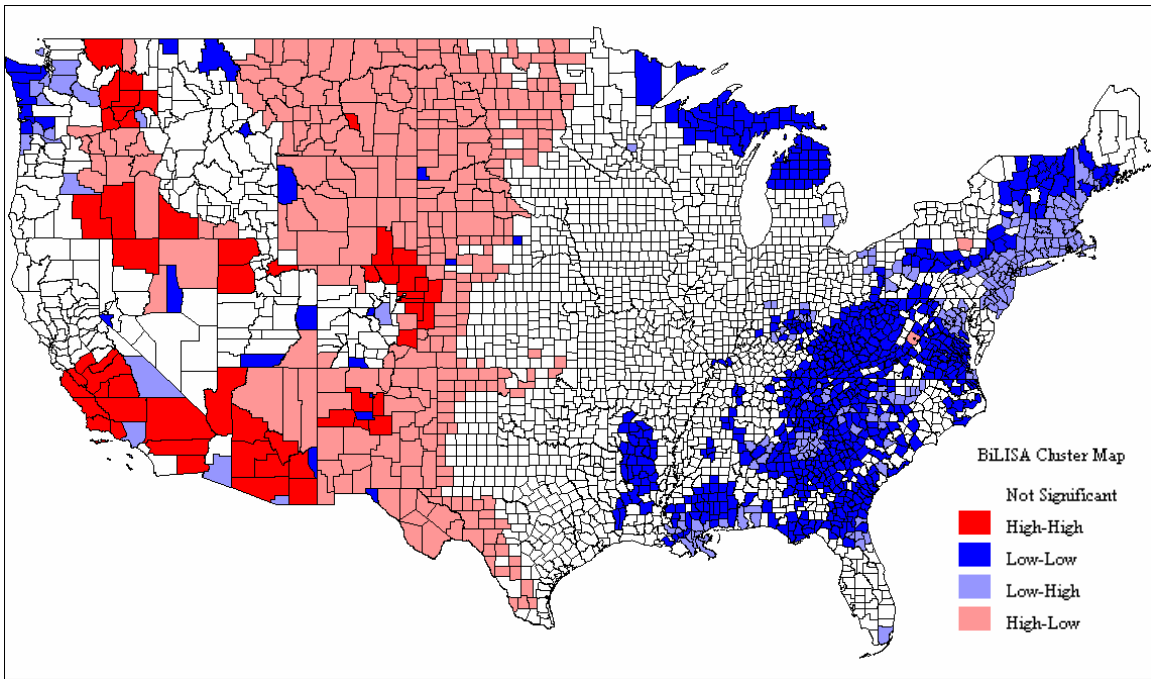 BiLISA Cluster Map
Not Significant
High-High
Low-Low
Low-High
High-Low